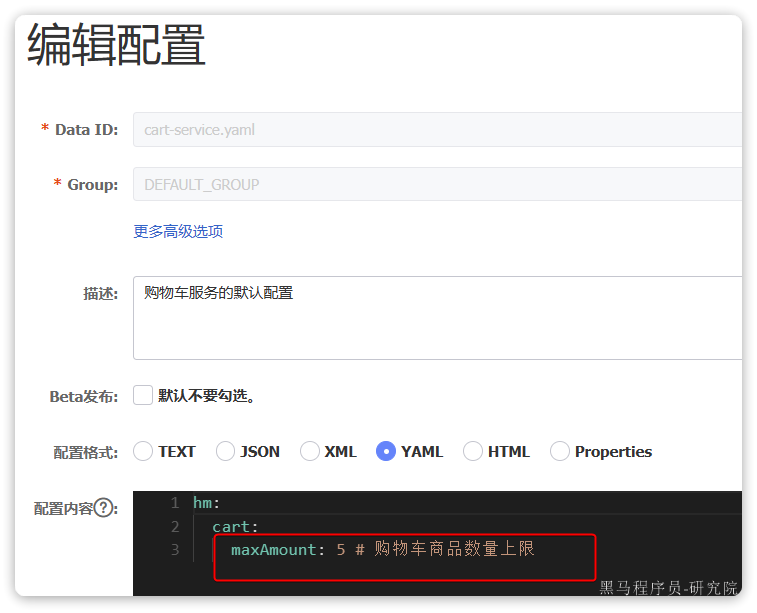 编辑配置
* Data ID: cart-service.yaml
* Group: DEFAULT_GROUP
更多高级选项
描述: 购物车服务的默认配置
Beta发布: 默认不要勾选。
配置格式: TEXT JSON XML YAML HTML Properties
配置内容?: 1 hm:
2 cart:
3 maxAmount: 5 # 购物车商品数量上限
黑马程序员-研究院